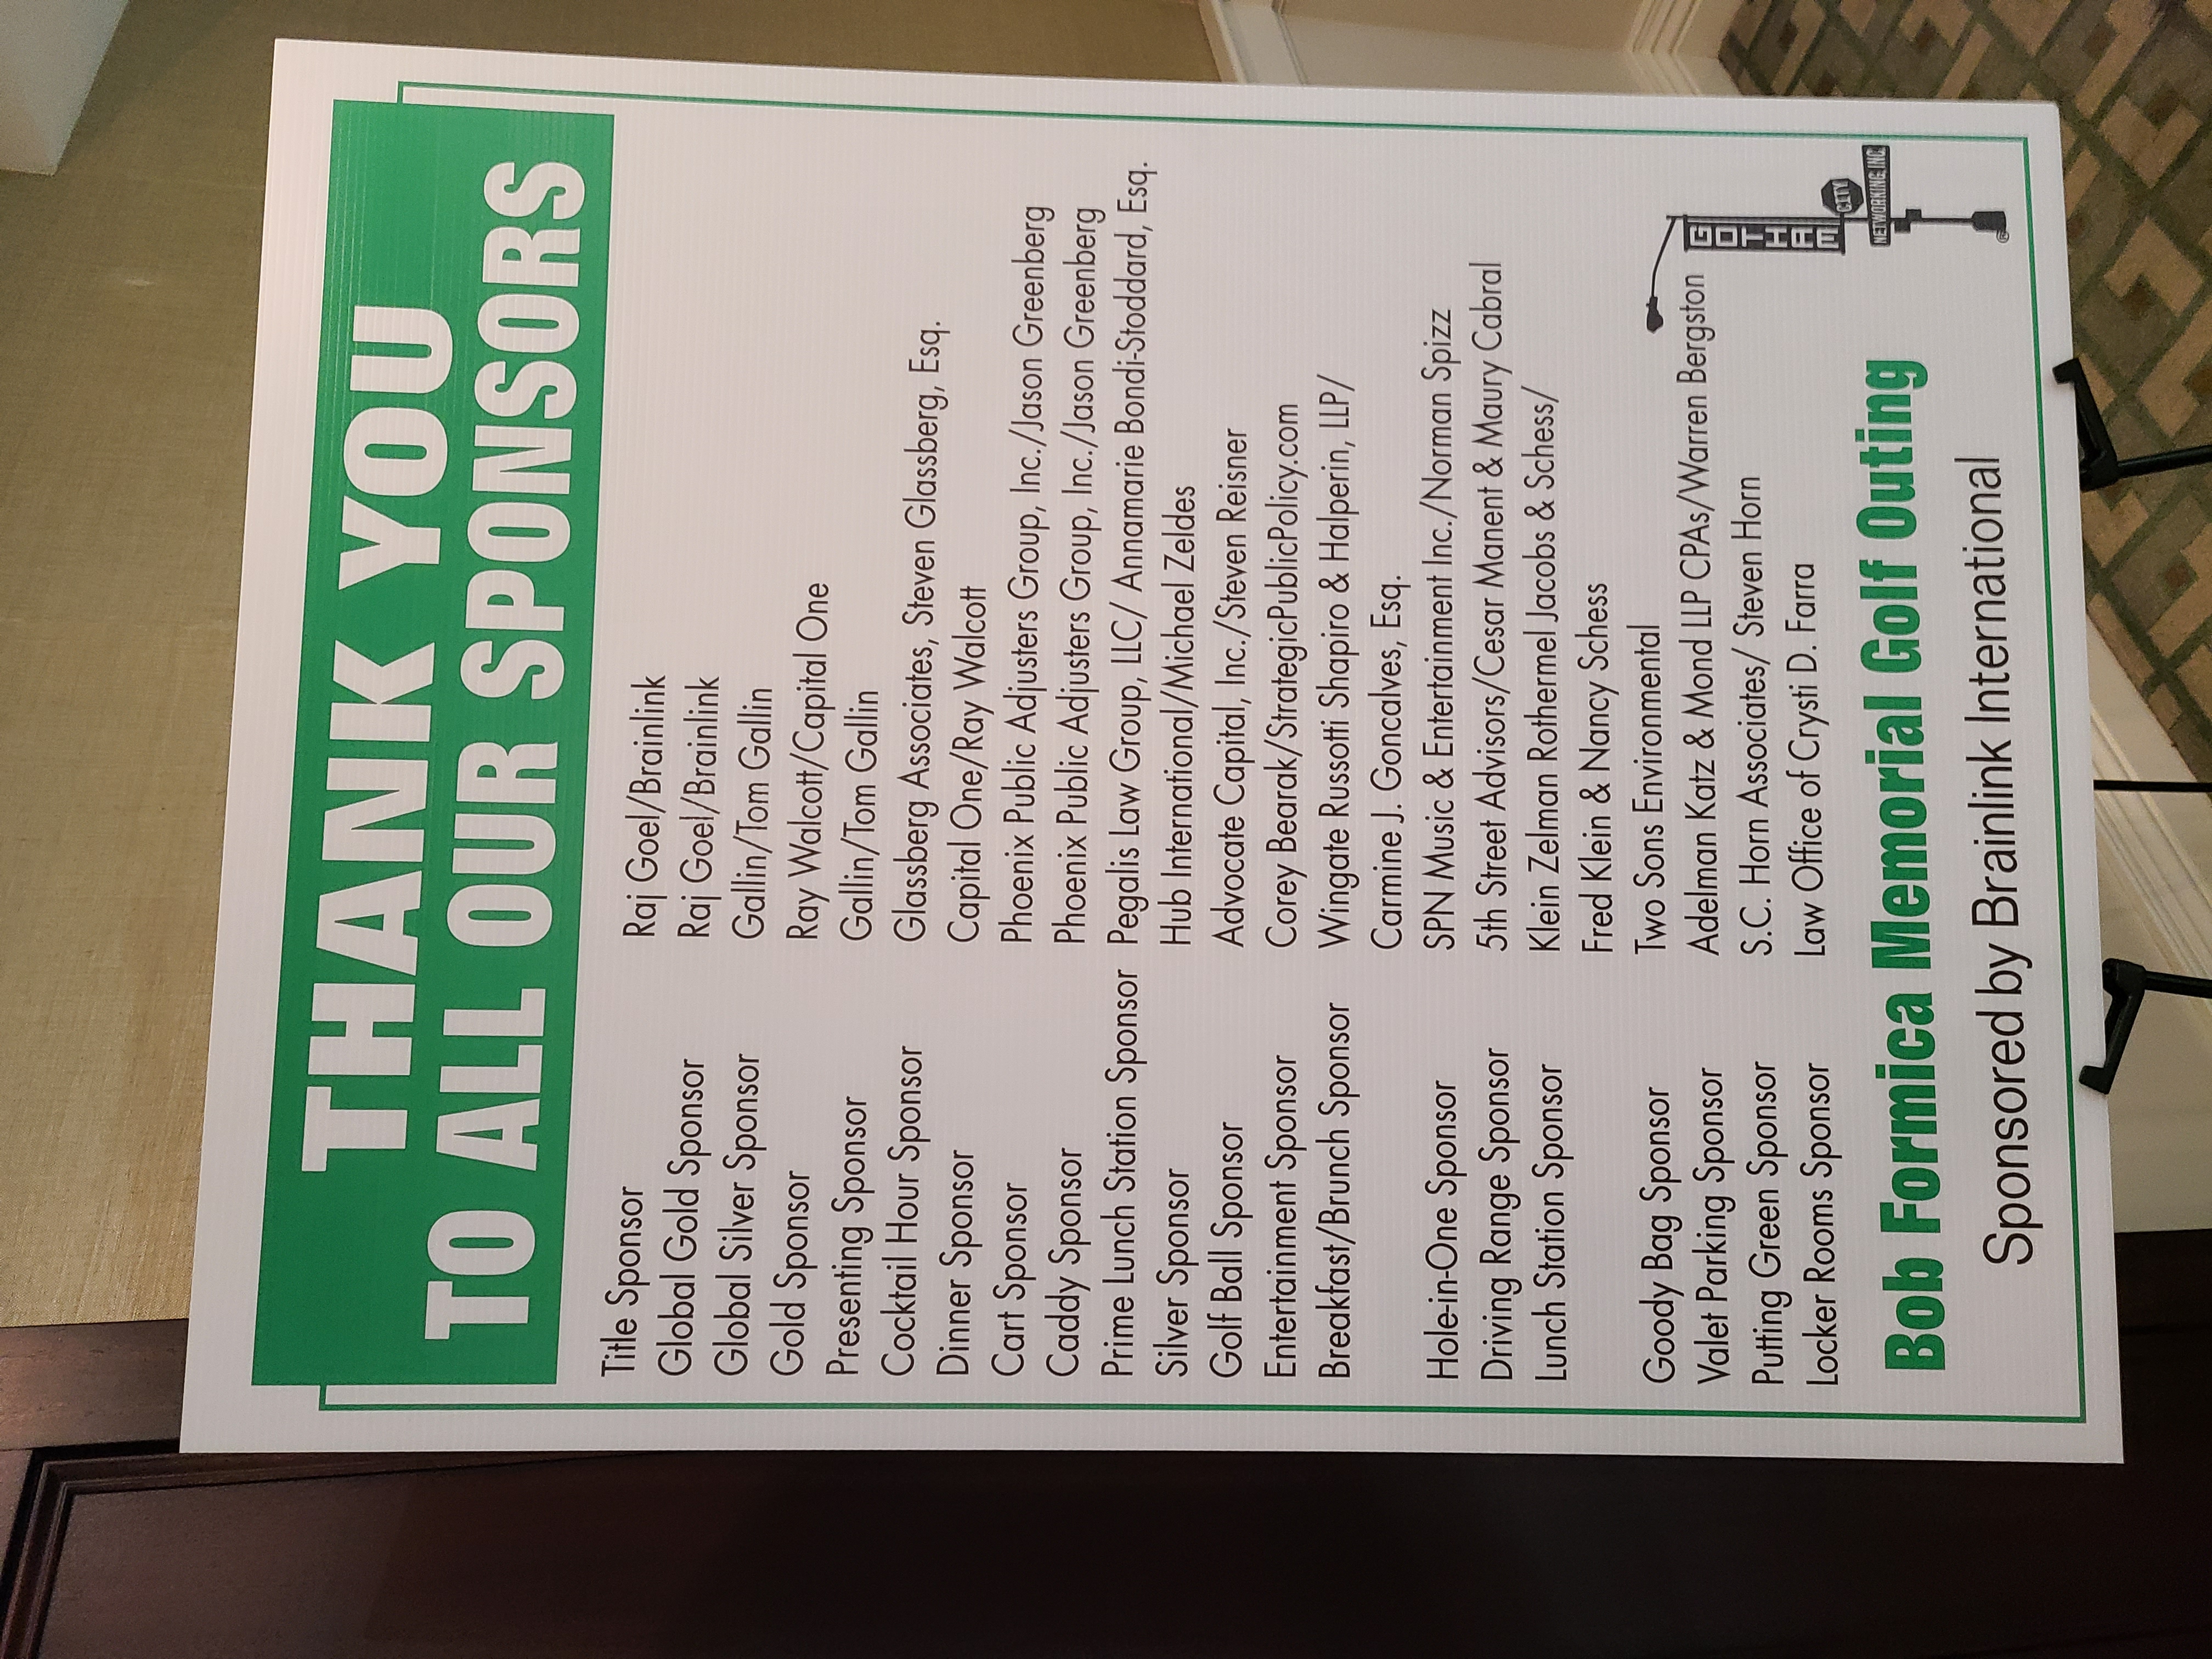 THANK YOU
TO ALL OUR SPONSORS
Title Sponsor Raj Goel/Brainlink
Global Gold Sponsor Raj Goel/Brainlink
Global Silver Sponsor Gallin/Tom Gallin
Gold Sponsor Ray Walcott/Capital One
Presenting Sponsor Gallin/Tom Gallin
Cocktail Hour Sponsor Glassberg Associates, Steven Glassberg, Esq.
Dinner Sponsor Capital One/Ray Walcott
Cart Sponsor Phoenix Public Adjusters Group, Inc./Jason Greenberg
Caddy Sponsor Phoenix Public Adjusters Group, Inc./Jason Greenberg
Prime Lunch Station Sponsor Pegalis Law Group, LLC/ Annamarie Bondi-Stoddard, Esq.
Silver Sponsor Hub International/Michael Zeldes
Golf Ball Sponsor Advocate Capital, Inc./Steven Reisner
Entertainment Sponsor Corey Bearak/StrategicPublicPolicy.com
Breakfast/Brunch Sponsor Wingate Russotti Shapiro & Halperin, LLP/
Carmine J. Goncalves, Esq.
Hole-in-One Sponsor SPN Music & Entertainment Inc./Norman Spizz
Driving Range Sponsor 5th Street Advisors/Cesar Manent & Maury Cabral
Lunch Station Sponsor Klein Zelman Rothermel Jacobs & Schess/
Fred Klein & Nancy Schess
Goody Bag Sponsor Two Sons Environmental
Valet Parking Sponsor Adelman Katz & Mond LLP CPAs/Warren Bergston
Putting Green Sponsor S.C. Horn Associates/ Steven Horn
Locker Rooms Sponsor Law Office of Crysti D. Farra
GOTHAM
CITY
NETWORKING, INC.
Bob Formica Memorial Golf Outing
Sponsored by Brainlink International